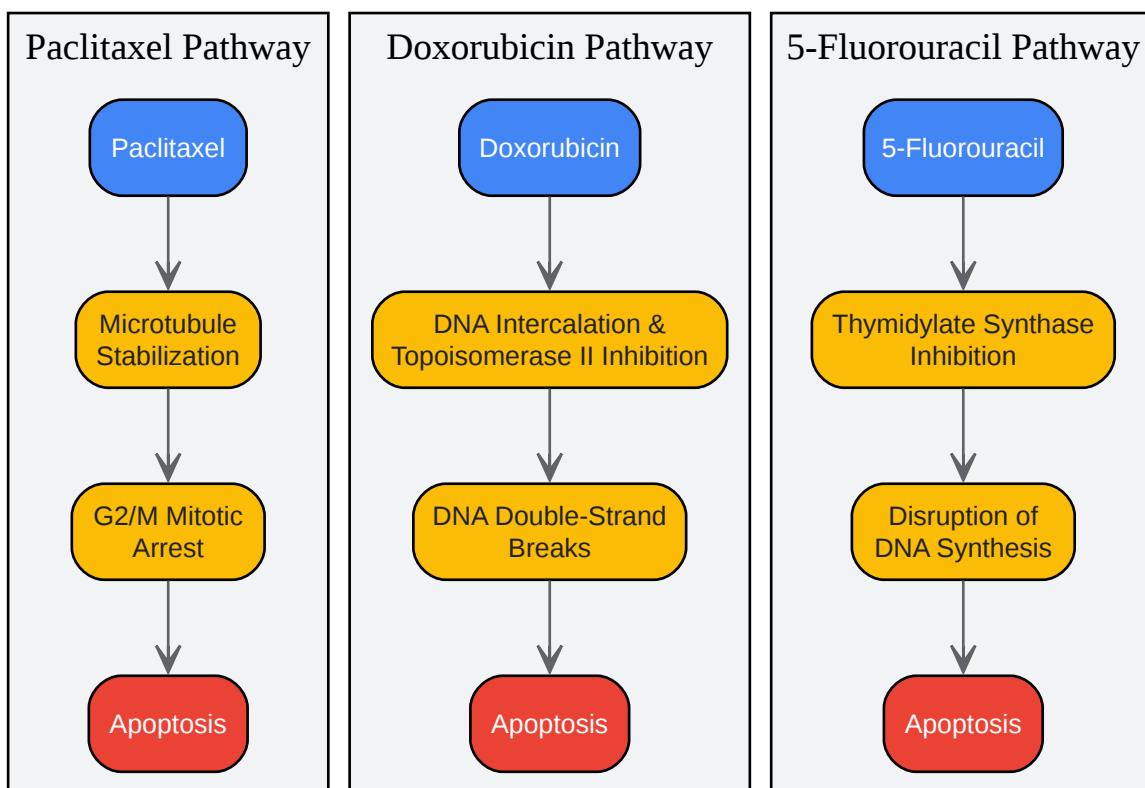 Paclitaxel Pathway
Paclitaxel
Microtubule
Stabilization
G2/M Mitotic
Arrest
Apoptosis
Doxorubicin Pathway
Doxorubicin
DNA Intercalation &
Topoisomerase II Inhibition
DNA Double-Strand
Breaks
Apoptosis
5-Fluorouracil Pathway
5-Fluorouracil
Thymidylate Synthase
Inhibition
Disruption of
DNA Synthesis
Apoptosis